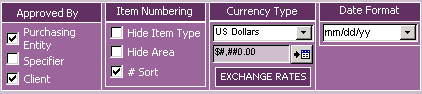 Approved By
Purchasing
Entity
Specifier
Client
Item Numbering
Hide Item Type
Hide Area
# Sort
Currency Type
US Dollars
$#,##0.00
EXCHANGE RATES
Date Format
mm/dd/yy